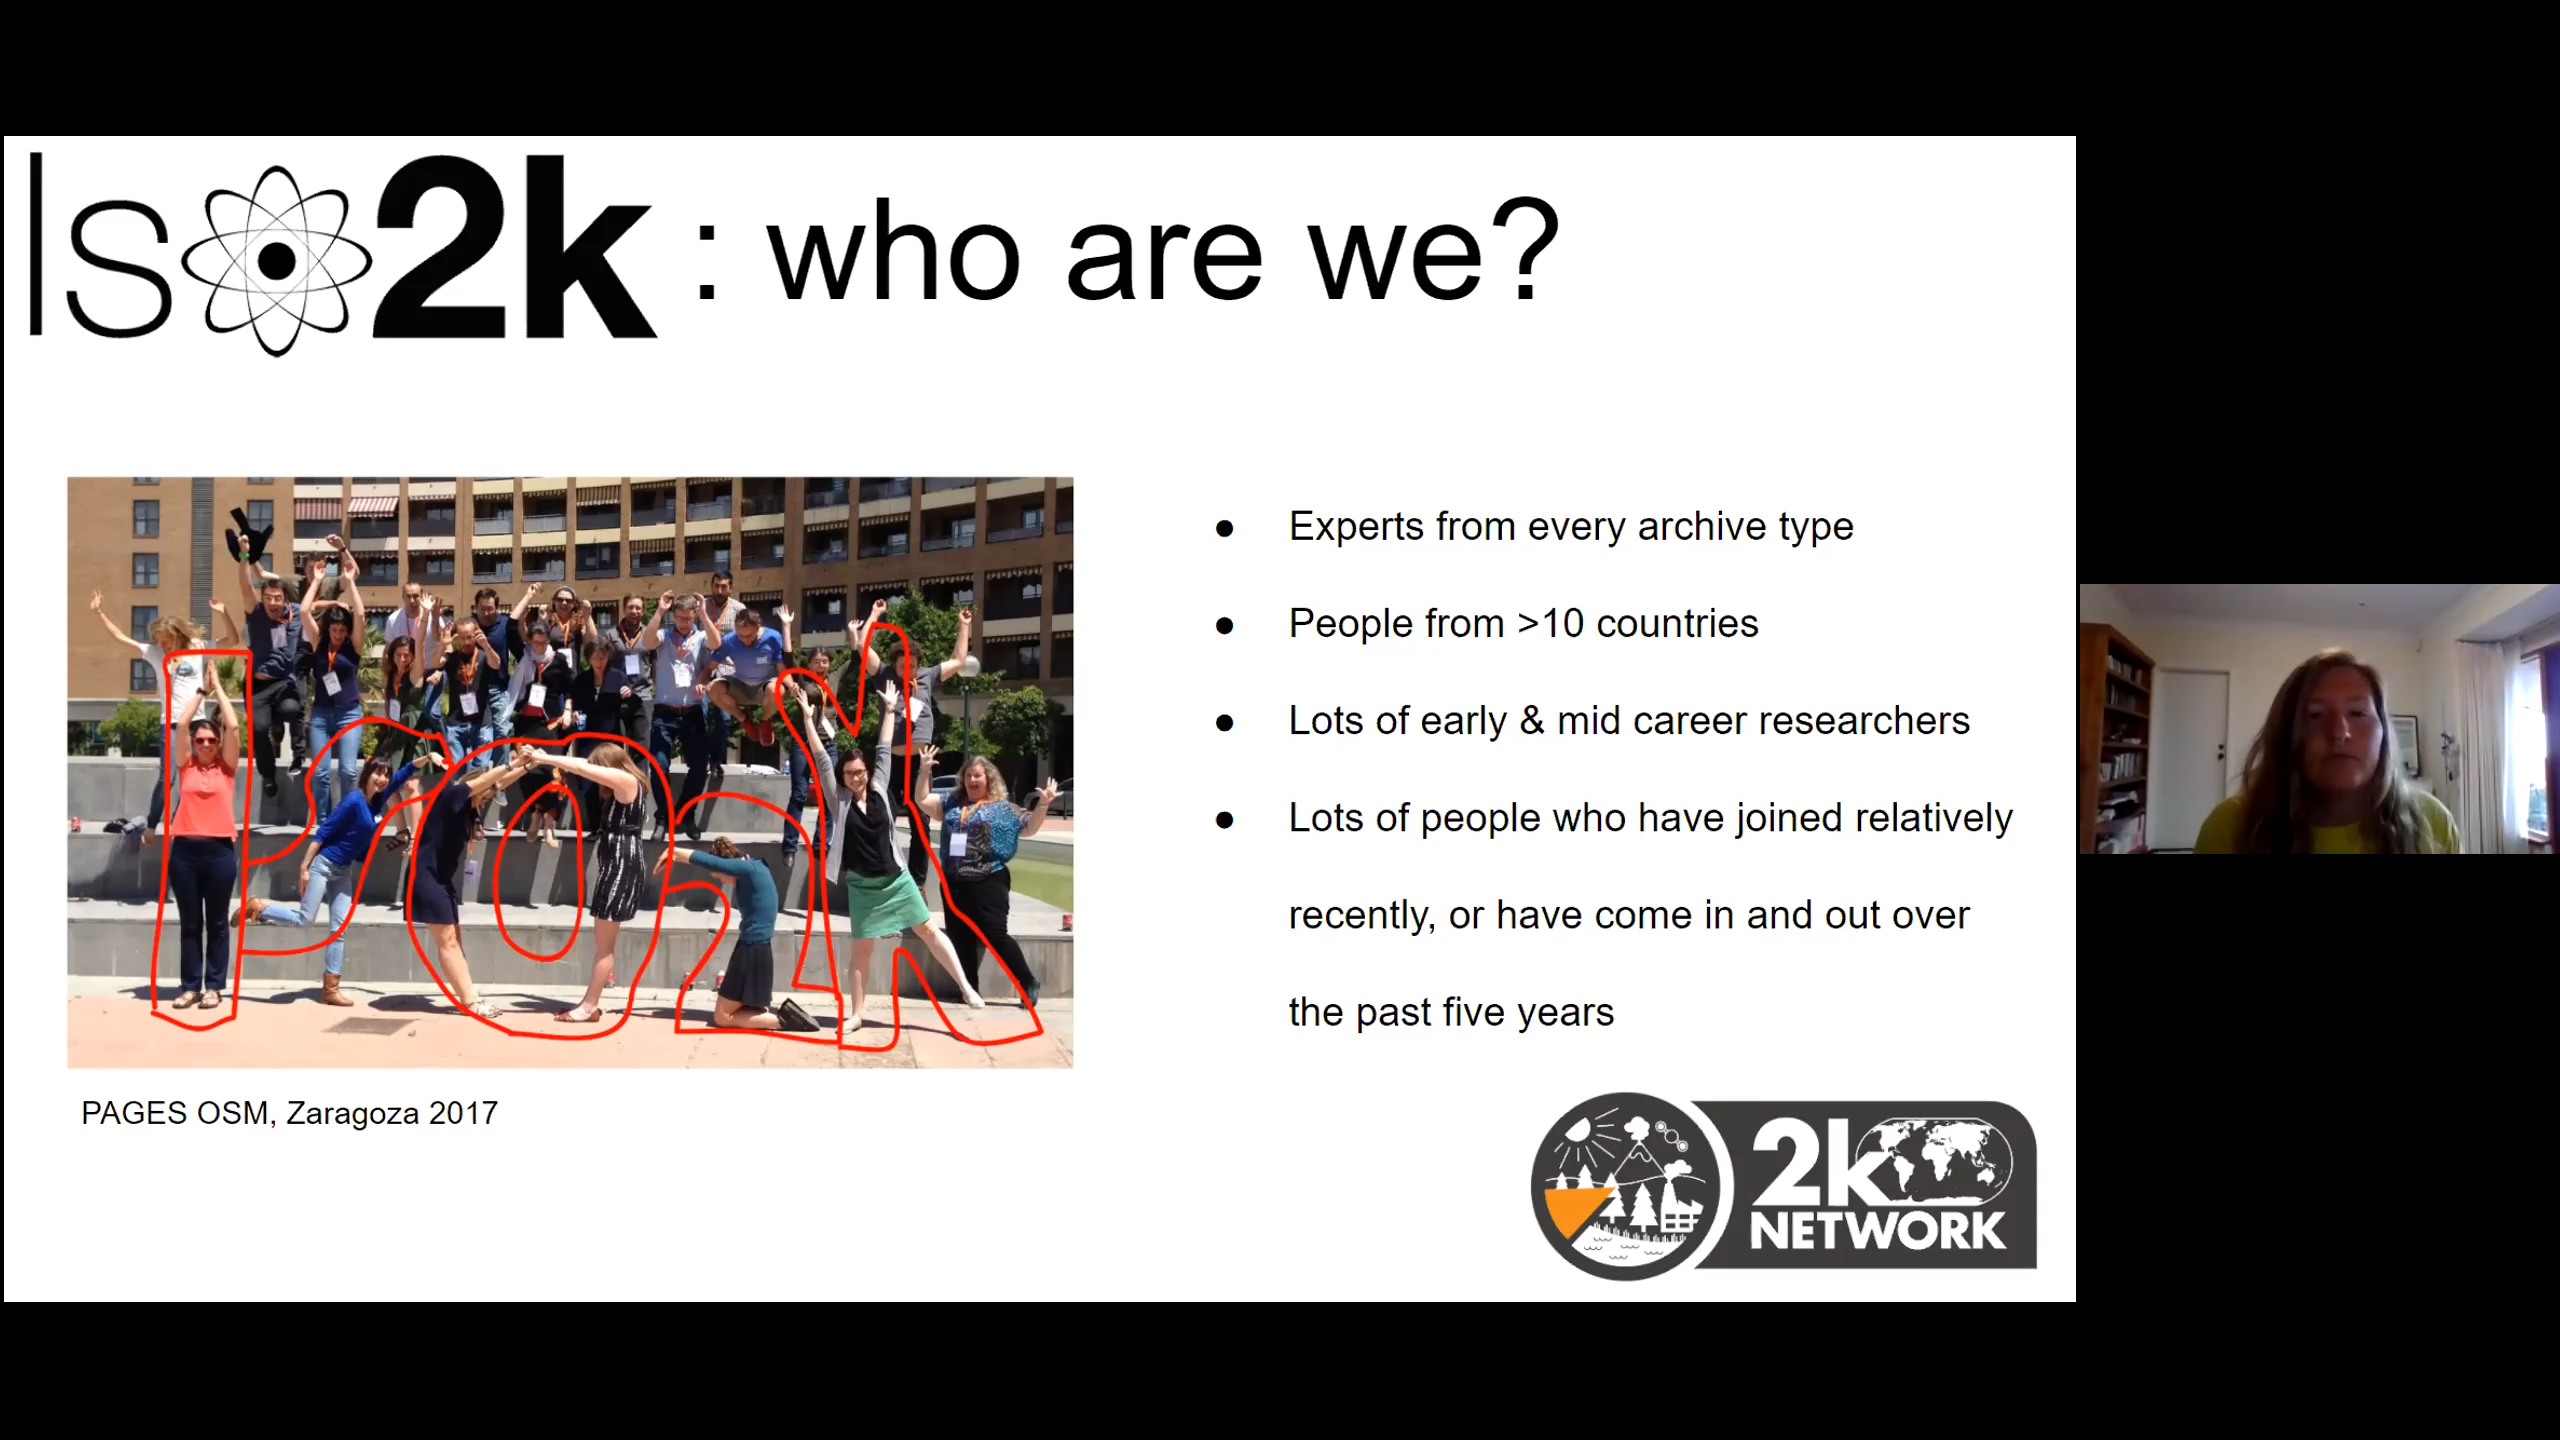 Iso2k : who are we?
● Experts from every archive type
● People from >10 countries
● Lots of early & mid career researchers
● Lots of people who have joined relatively
recently, or have come in and out over
the past five years
ISO2K
PAGES OSM, Zaragoza 2017
2k
NETWORK